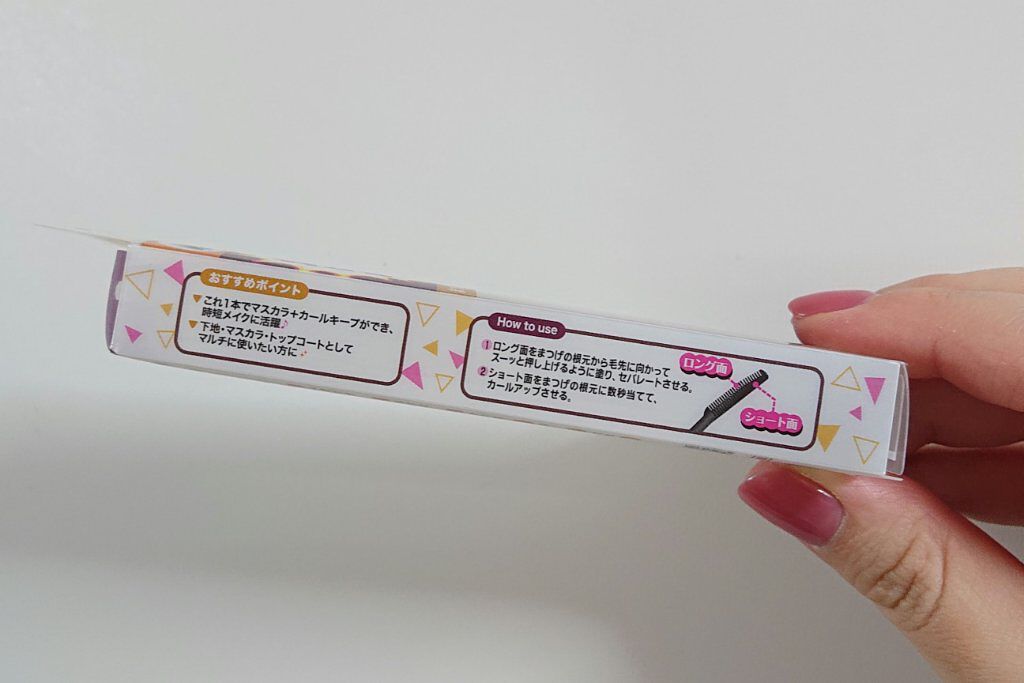 おすすめポイント
これ1本でマスカラ+カールキープができ、
時短メイクに活躍♪
下地・マスカラ・トップコートとして
マルチに使いたい方に
How to use
1 ロング面をまつげの根元から毛先に向かって
スーッと押し上げるように塗り、セパレートさせる。
2 ショート面をまつげの根元に数秒当てて、
カールアップさせる。
ロング面
ショート面